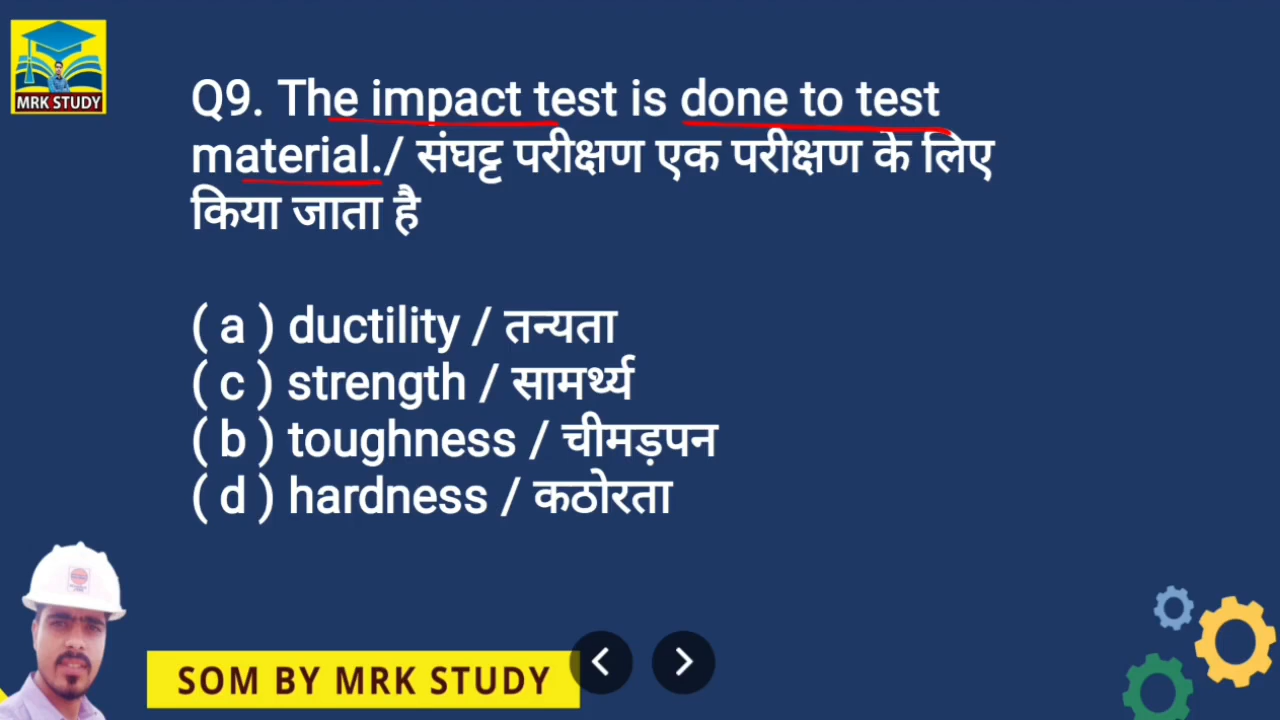 MRK STUDY
Q9. The impact test is done to test
material./ संघट्ट परीक्षण एक परीक्षण के लिए
किया जाता है
( a ) ductility / तन्यता
( c ) strength / सामर्थ्य
( b ) toughness / चीमड़पन
( d ) hardness / कठोरता
SOM BY MRK STUDY